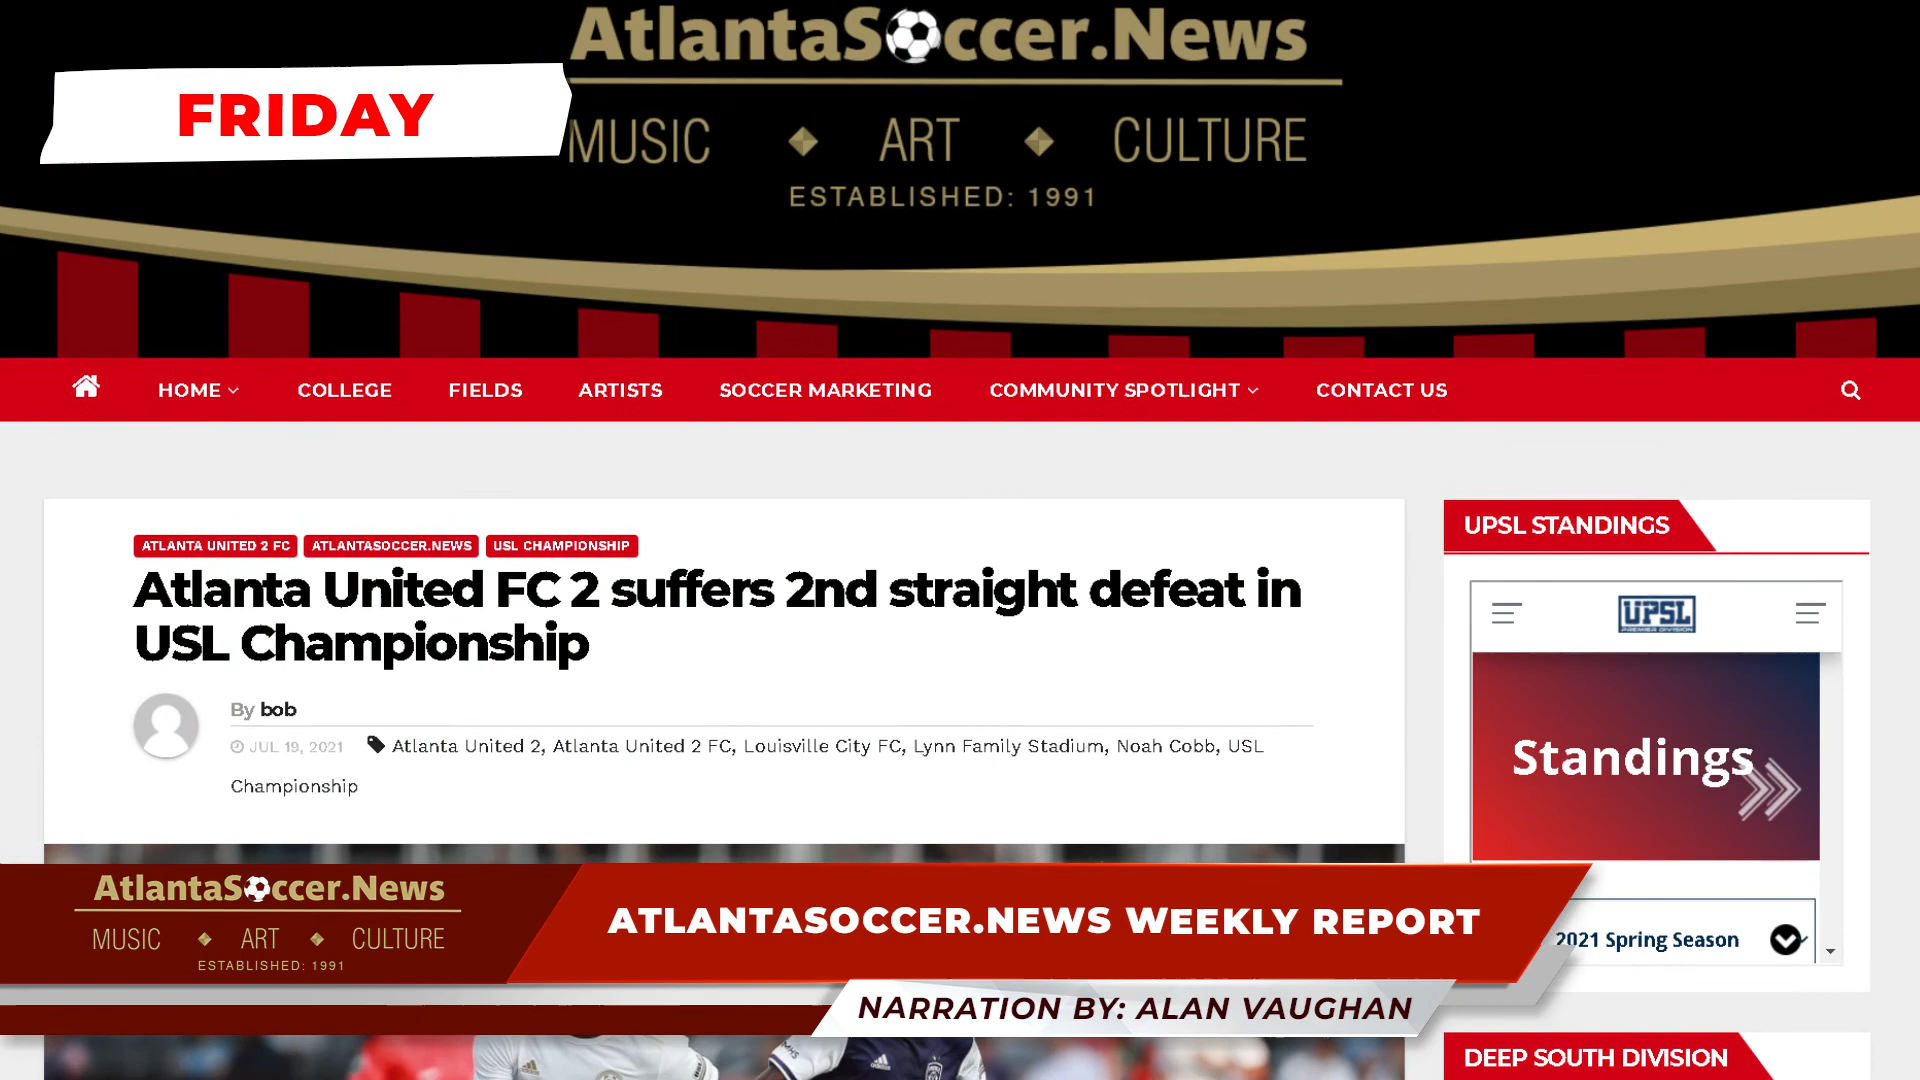 AtlantaSoccer.News
FRIDAY
MUSIC ART CULTURE
ESTABLISHED: 1991
HOME COLLEGE FIELDS ARTISTS SOCCER MARKETING COMMUNITY SPOTLIGHT CONTACT US
ATLANTA UNITED 2 FC ATLANTASOCCER.NEWS USL CHAMPIONSHIP
Atlanta United FC 2 suffers 2nd straight defeat in
USL Championship
By bob
JUL 19, 2021 Atlanta United 2, Atlanta United 2 FC, Louisville City FC, Lynn Family Stadium, Noah Cobb, USL
Championship
UPSL STANDINGS
UPSL
PREMIER DIVISION
Standings
2021 Spring Season
DEEP SOUTH DIVISION
AtlantaSoccer.News
MUSIC ART CULTURE
ESTABLISHED: 1991
ATLANTASOCCER.NEWS WEEKLY REPORT
NARRATION BY: ALAN VAUGHAN
adidas